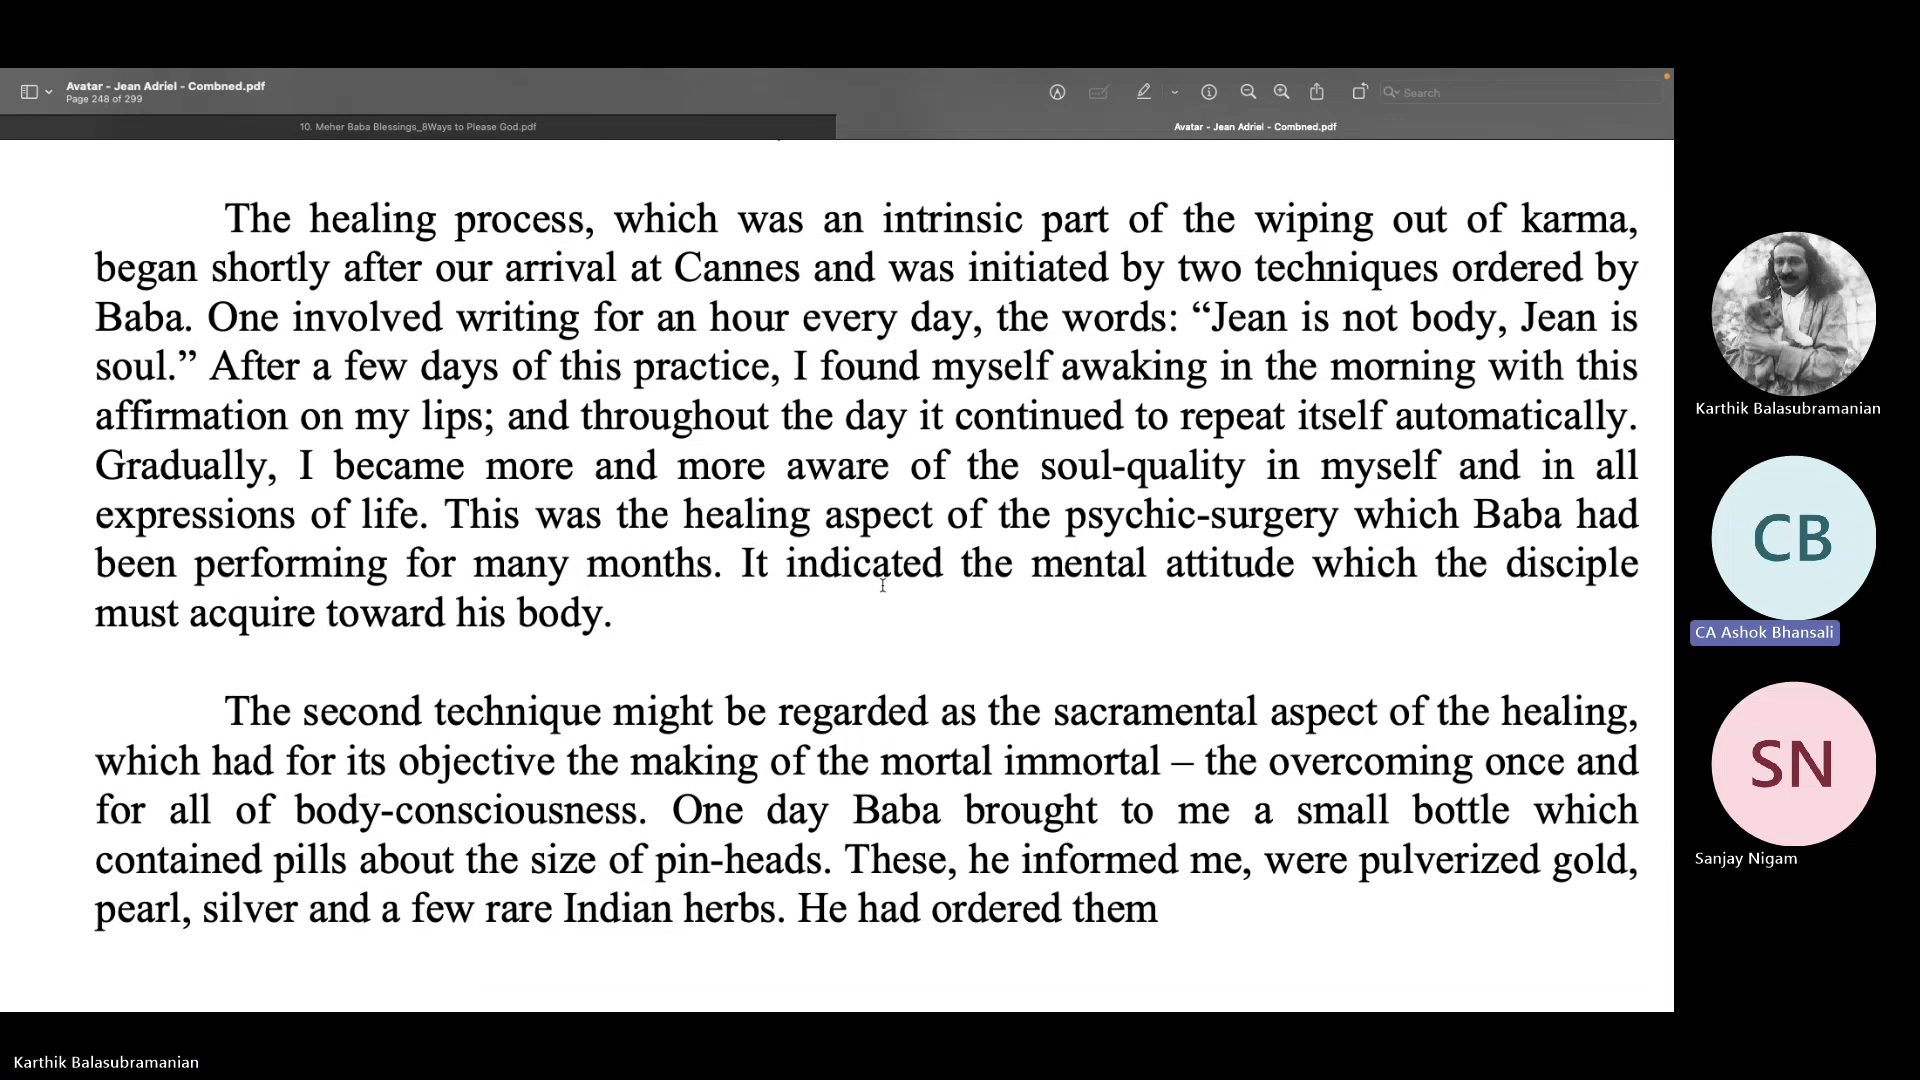 Avatar - Jean Adriel - Combned.pdf
Page 248 of 299
Search
10. Meher Baba Blessings_8Ways to Please God.pdf
Avatar - Jean Adriel - Combned.pdf
The healing process, which was an intrinsic part of the wiping out of karma,
began shortly after our arrival at Cannes and was initiated by two techniques ordered by
Baba. One involved writing for an hour every day, the words: “Jean is not body, Jean is
soul.” After a few days of this practice, I found myself awaking in the morning with this
affirmation on my lips; and throughout the day it continued to repeat itself automatically.
Gradually, I became more and more aware of the soul-quality in myself and in all
expressions of life. This was the healing aspect of the psychic-surgery which Baba had
been performing for many months. It indicated the mental attitude which the disciple
must acquire toward his body.
The second technique might be regarded as the sacramental aspect of the healing,
which had for its objective the making of the mortal immortal – the overcoming once and
for all of body-consciousness. One day Baba brought to me a small bottle which
contained pills about the size of pin-heads. These, he informed me, were pulverized gold,
pearl, silver and a few rare Indian herbs. He had ordered them
Karthik Balasubramanian
CB
CA Ashok Bhansali
SN
Sanjay Nigam
Karthik Balasubramanian